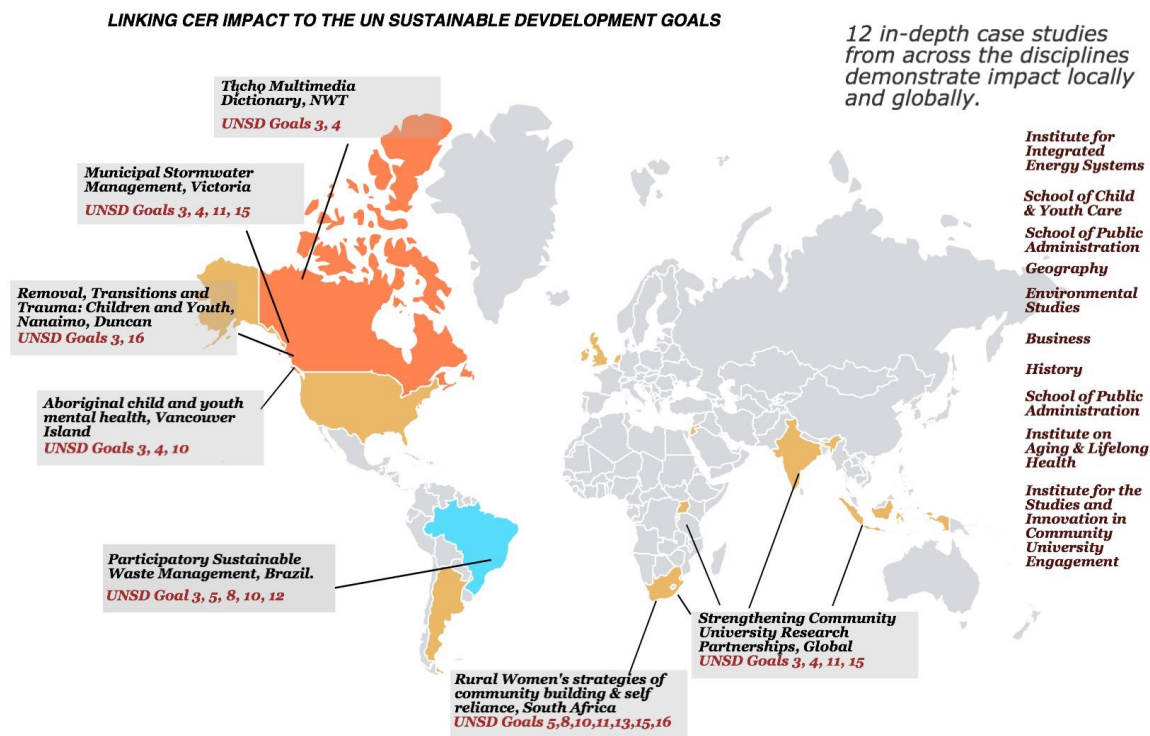 LINKING CER IMPACT TO THE UN SUSTAINABLE DEVDELOPMENT GOALS
12 in-depth case studies
from across the disciplines
demonstrate impact locally
and globally.
Tłı̨chǫ Multimedia
Dictionary, NWT
UNSD Goals 3, 4
Municipal Stormwater
Management, Victoria
UNSD Goals 3, 4, 11, 15
Removal, Transitions and
Trauma: Children and Youth,
Nanaimo, Duncan
UNSD Goals 3, 16
Aboriginal child and youth
mental health, Vancouver
Island
UNSD Goals 3, 4, 10
Participatory Sustainable
Waste Management, Brazil.
UNSD Goal 3, 5, 8, 10, 12
Rural Women's strategies of
community building & self
reliance, South Africa
UNSD Goals 5,8,10,11,13,15,16
Strengthening Community
University Research
Partnerships, Global
UNSD Goals 3, 4, 11, 15
Institute for
Integrated
Energy Systems
School of Child
& Youth Care
School of Public
Administration
Geography
Environmental
Studies
Business
History
School of Public
Administration
Institute on
Aging & Lifelong
Health
Institute for the
Studies and
Innovation in
Community
University
Engagement